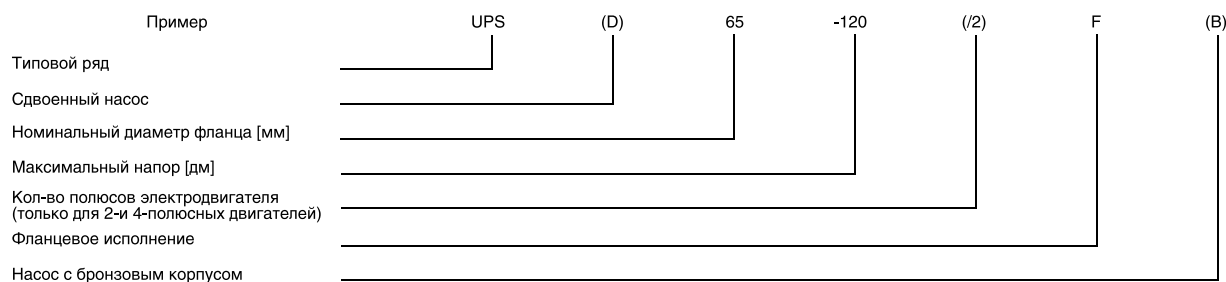 Пример UPS (D) 65 -120 (/2) F (B)
Типовой ряд
Сдвоенный насос
Номинальный диаметр фланца [мм]
Максимальный напор [дм]
Кол-во полюсов электродвигателя
(только для 2-и 4-полюсных двигателей)
Фланцевое исполнение
Насос с бронзовым корпусом